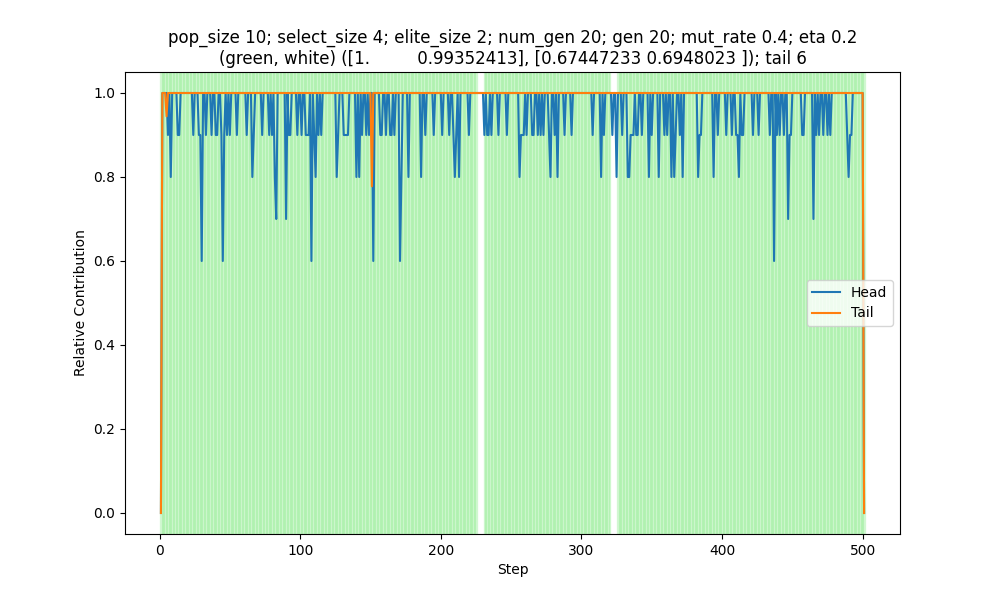 pop_size 10; select_size 4; elite_size 2; num_gen 20; gen 20; mut_rate 0.4; eta 0.2
(green, white) ([1.         0.99352413], [0.67447233 0.6948023 ]); tail 6
1.0
0.8
0.6
0.4
0.2
0.0
Relative Contribution
Head
Tail
0
100
200
300
400
500
Step